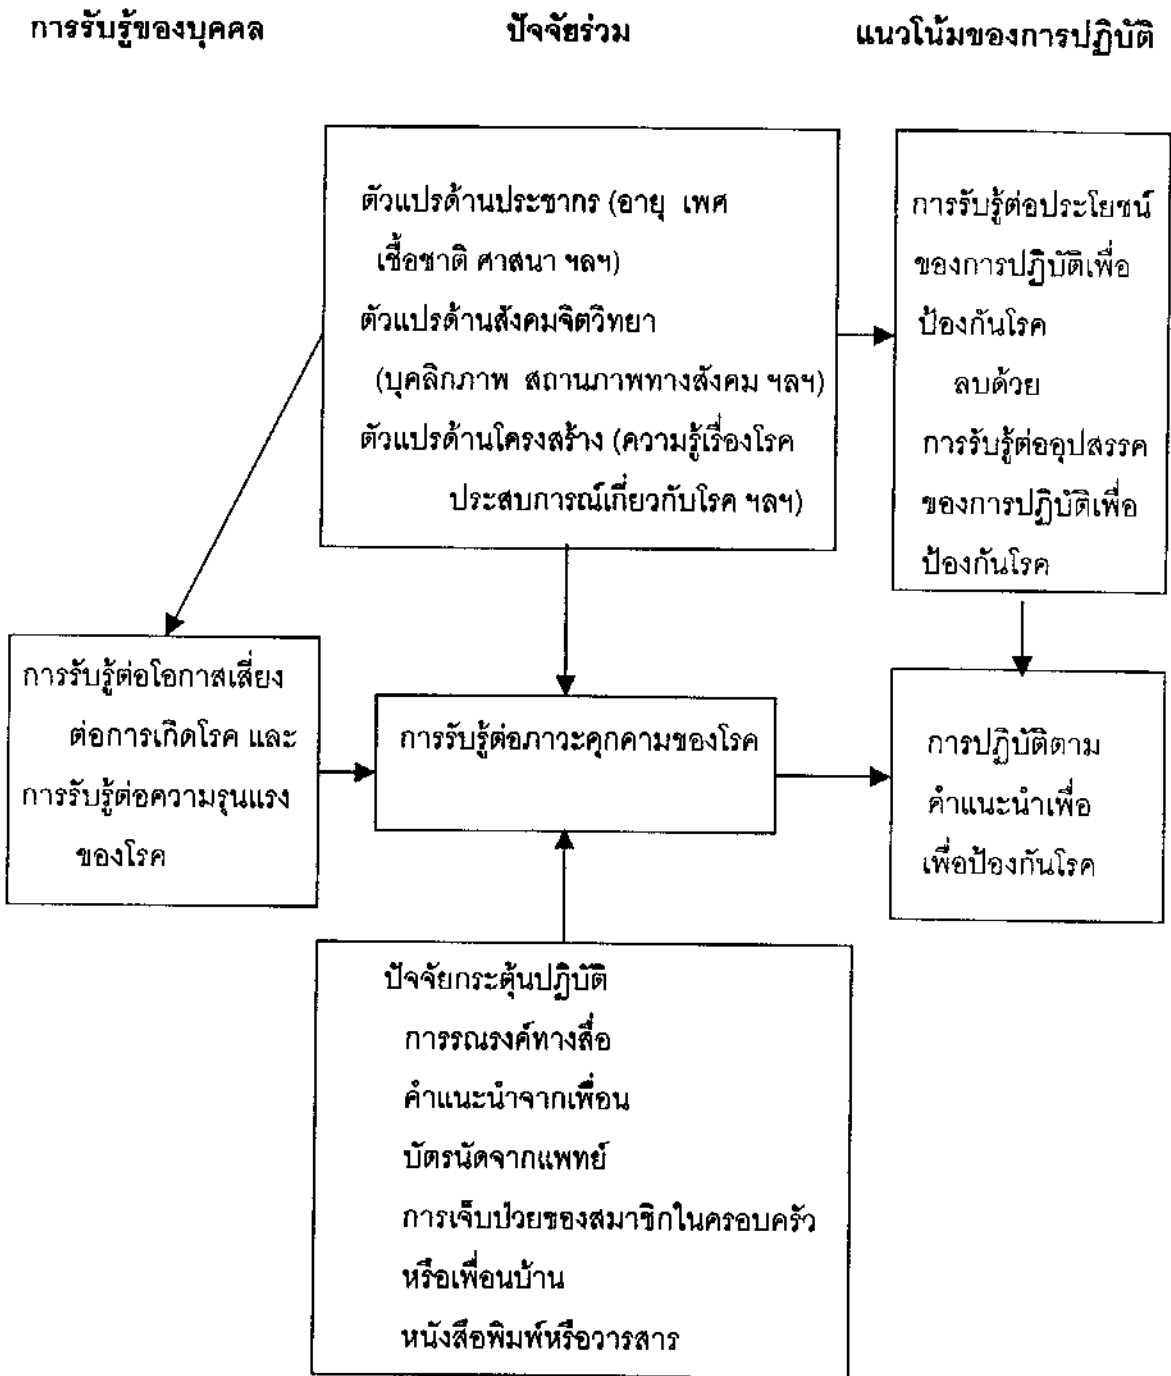 การรับรู้ของบุคคล ปัจจัยร่วม แนวโน้มของการปฏิบัติ
ตัวแปรด้านประชากร (อายุ เพศ
เชื้อชาติ ศาสนา ฯลฯ)
ตัวแปรด้านสังคมจิตวิทยา
(บุคลิกภาพ สถานภาพทางสังคม ฯลฯ)
ตัวแปรด้านโครงสร้าง (ความรู้เรื่องโรค
ประสบการณ์เกี่ยวกับโรค ฯลฯ)
การรับรู้ต่อประโยชน์
ของการปฏิบัติเพื่อ
ป้องกันโรค
ลบด้วย
การรับรู้ต่ออุปสรรค
ของการปฏิบัติเพื่อ
ป้องกันโรค
การรับรู้ต่อโอกาสเสี่ยง
ต่อการเกิดโรค และ
การรับรู้ต่อความรุนแรง
ของโรค
การรับรู้ต่อภาวะคุกคามของโรค
การปฏิบัติตาม
คำแนะนำเพื่อ
เพื่อป้องกันโรค
ปัจจัยกระตุ้นปฏิบัติ
การรณรงค์ทางสื่อ
คำแนะนำจากเพื่อน
บัตรนัดจากแพทย์
การเจ็บป่วยของสมาชิกในครอบครัว
หรือเพื่อนบ้าน
หนังสือพิมพ์หรือวารสาร